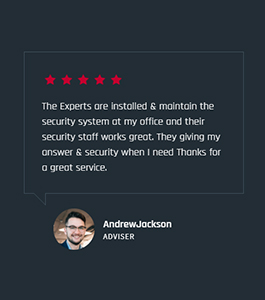 The Experts are installed & maintain the
security system at my office and their
security staff works great. They giving my
answer & security when I need Thanks for
a great service.
AndrewJackson
ADVISER